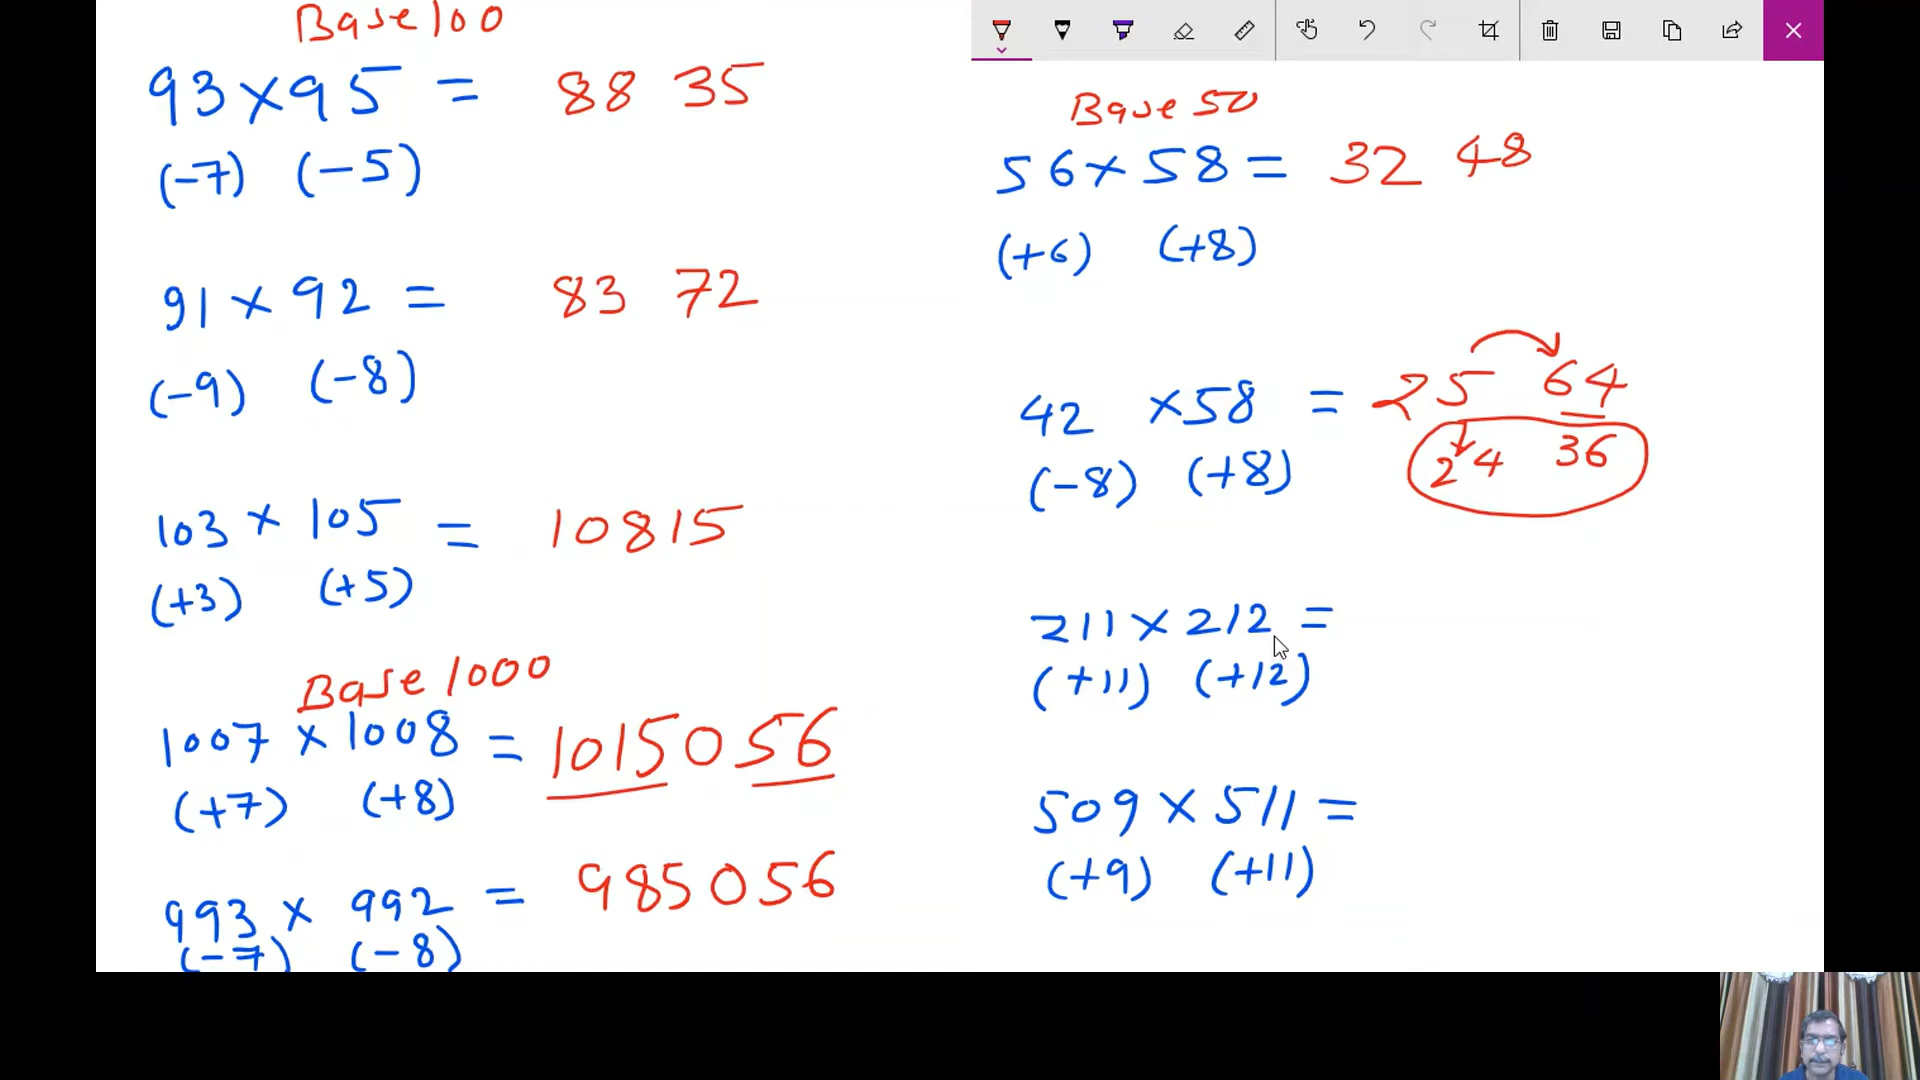 Base 100
93 x 95 = 88 35
(-7) (-5)
91 x 92 = 83 72
(-9) (-8)
103 x 105 = 10815
(+3) (+5)
Base 1000
1007 x 1008 = 1015056
(+7) (+8)
993 x 992 = 985056
(-7) (-8)
Base 50
56 x 58 = 32 48
(+6) (+8)
42 x 58 = 25 64
(-8) (+8) 24 36
211 x 212 =
(+11) (+12)
509 x 511 =
(+9) (+11)